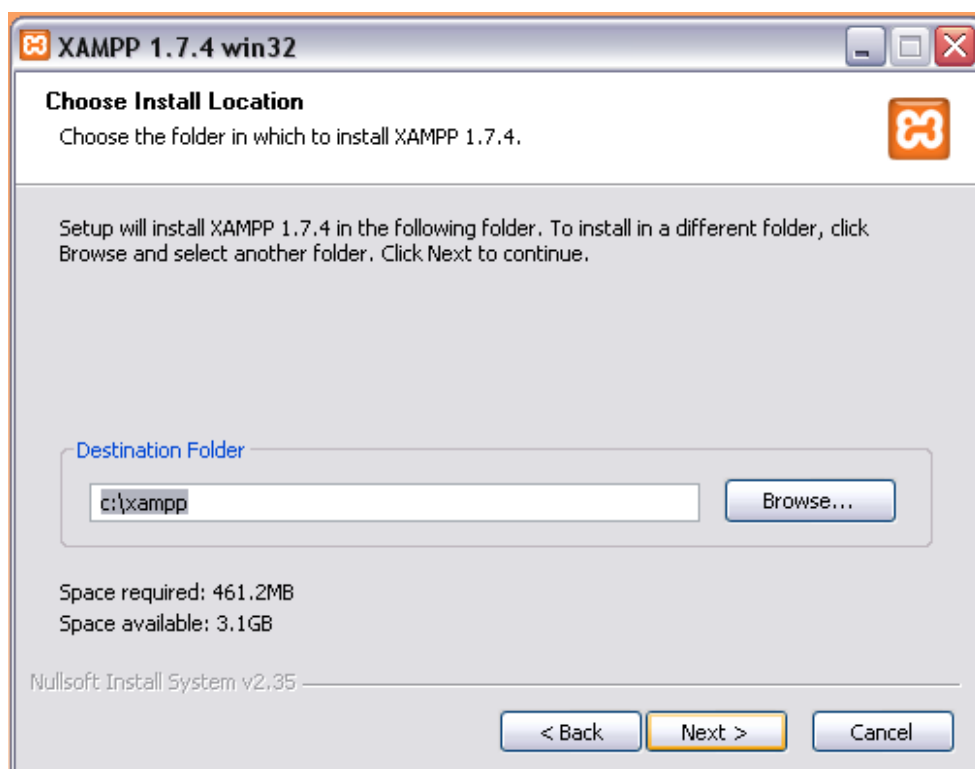 XAMPP 1.7.4 win32
Choose Install Location
Choose the folder in which to install XAMPP 1.7.4.
Setup will install XAMPP 1.7.4 in the following folder. To install in a different folder, click
Browse and select another folder. Click Next to continue.
Destination Folder
c:\xampp
Browse...
Space required: 461.2MB
Space available: 3.1GB
Nullsoft Install System v2.35
< Back
Next >
Cancel